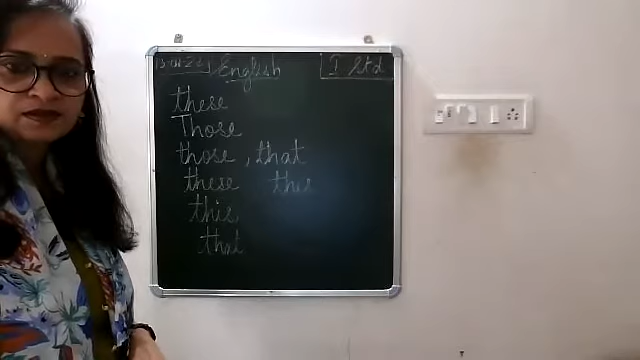 English I Std
these
Those
those, that
these this
this
that